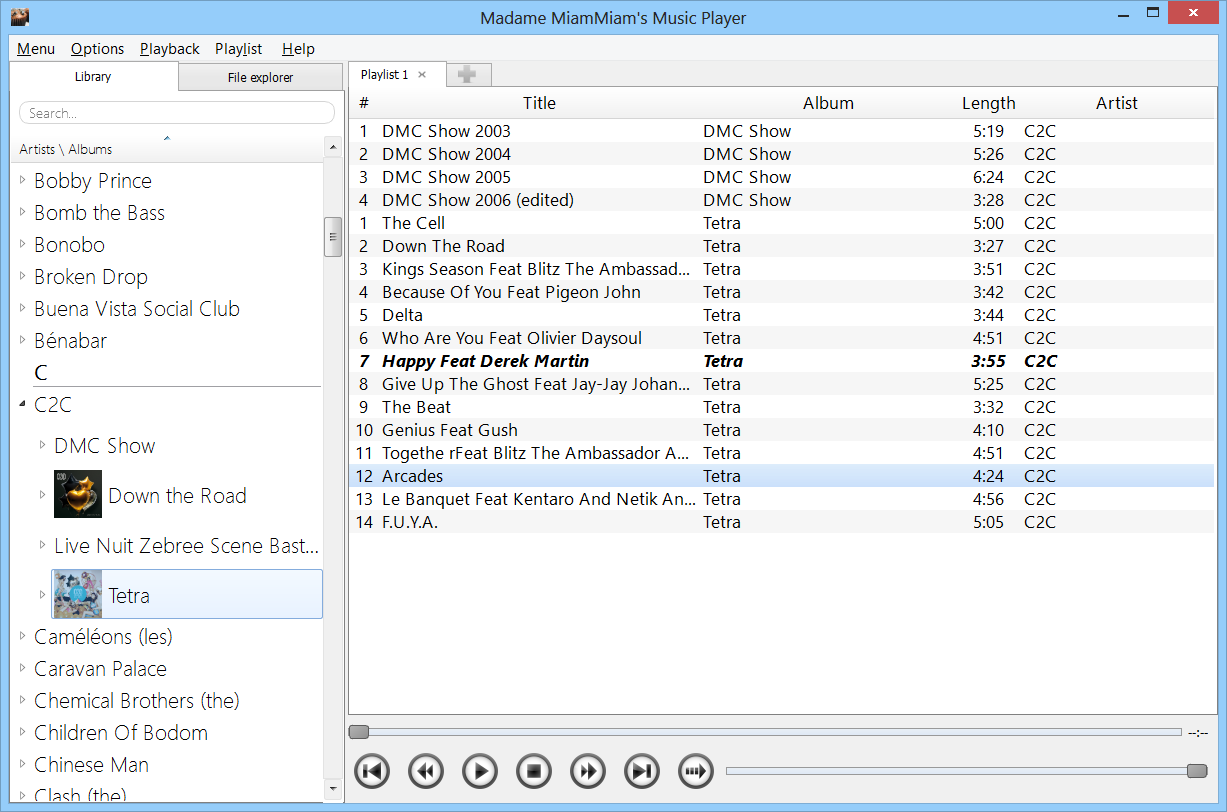 Madame MiamMiam's Music Player
Menu Options Playback Playlist Help
Library File explorer
Search...
Artists \ Albums
Bobby Prince
Bomb the Bass
Bonobo
Broken Drop
Buena Vista Social Club
Bénabar
C
C2C
DMC Show
Down the Road
Live Nuit Zebree Scene Bast...
Tetra
Caméléons (les)
Caravan Palace
Chemical Brothers (the)
Children Of Bodom
Chinese Man
Clash (the)
Playlist 1
# Title Album Length Artist
1 DMC Show 2003 DMC Show 5:19 C2C
2 DMC Show 2004 DMC Show 5:26 C2C
3 DMC Show 2005 DMC Show 6:24 C2C
4 DMC Show 2006 (edited) DMC Show 3:28 C2C
1 The Cell Tetra 5:00 C2C
2 Down The Road Tetra 3:27 C2C
3 Kings Season Feat Blitz The Ambassad... Tetra 3:51 C2C
4 Because Of You Feat Pigeon John Tetra 3:42 C2C
5 Delta Tetra 3:44 C2C
6 Who Are You Feat Olivier Daysoul Tetra 4:51 C2C
7 Happy Feat Derek Martin Tetra 3:55 C2C
8 Give Up The Ghost Feat Jay-Jay Johan... Tetra 5:25 C2C
9 The Beat Tetra 3:32 C2C
10 Genius Feat Gush Tetra 4:10 C2C
11 Togethe rFeat Blitz The Ambassador A... Tetra 4:51 C2C
12 Arcades Tetra 4:24 C2C
13 Le Banquet Feat Kentaro And Netik An... Tetra 4:56 C2C
14 F.U.Y.A. Tetra 5:05 C2C
--:--